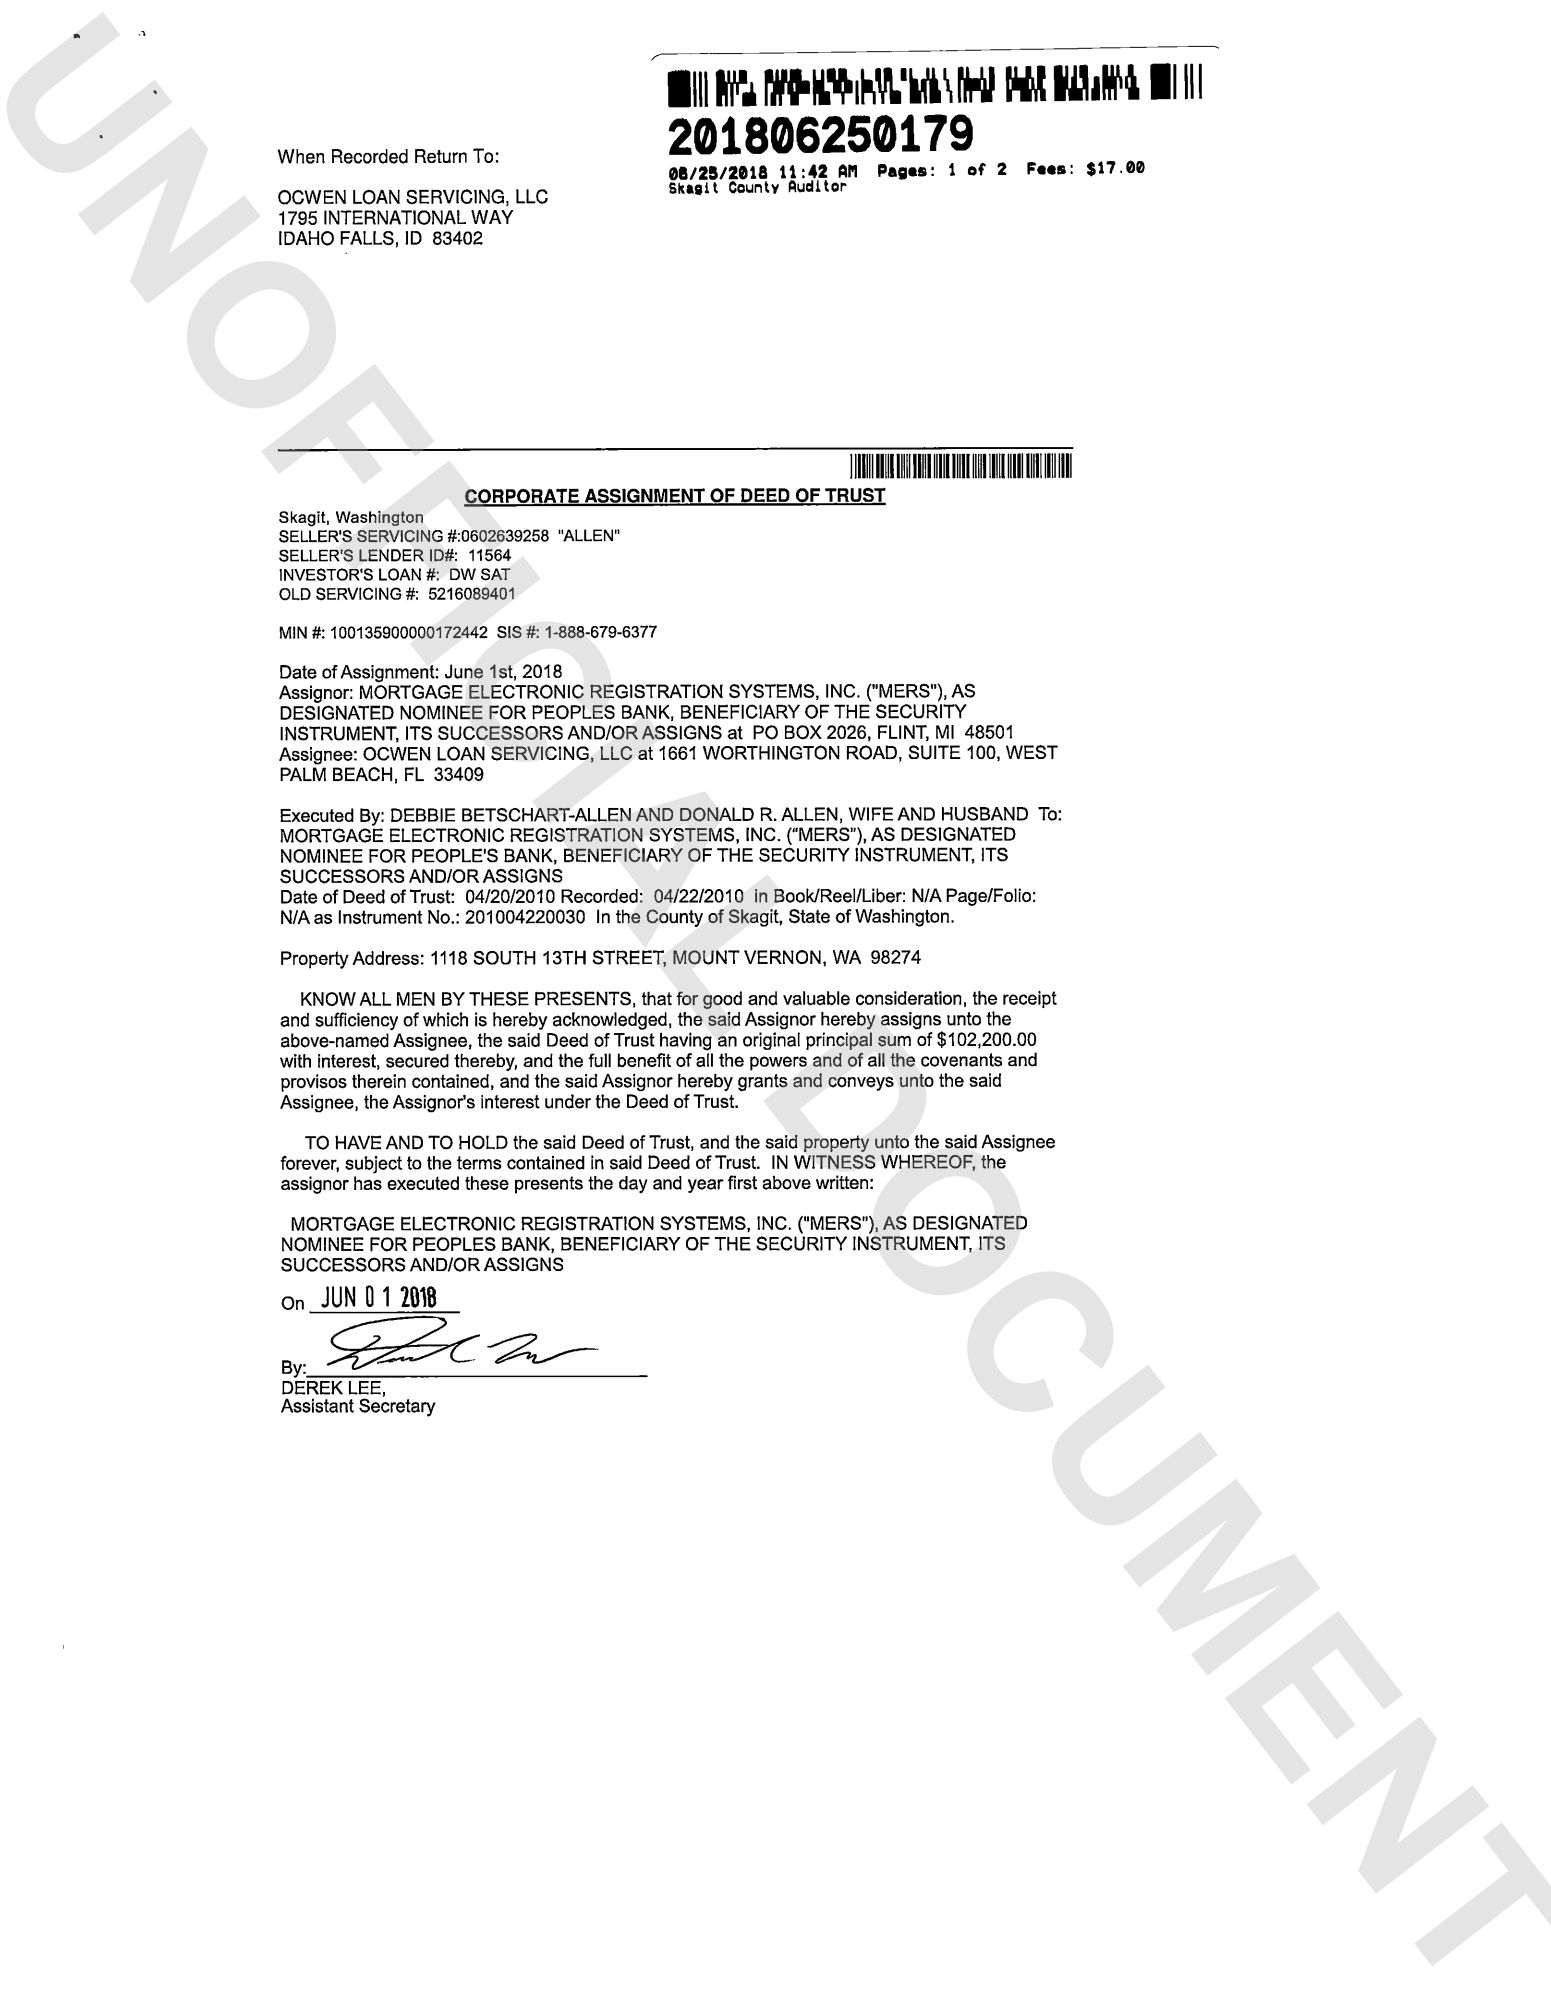 201806250179
06/25/2018 11:42 AM Pages: 1 of 2 Fees: $17.00
Skagit County Auditor
When Recorded Return To:
OCWEN LOAN SERVICING, LLC
1795 INTERNATIONAL WAY
IDAHO FALLS, ID 83402
CORPORATE ASSIGNMENT OF DEED OF TRUST
Skagit, Washington
SELLER'S SERVICING #:0602639258 "ALLEN"
SELLER'S LENDER ID#: 11564
INVESTOR'S LOAN #: DW SAT
OLD SERVICING #: 5216089401
MIN #: 100135900000172442 SIS #: 1-888-679-6377
Date of Assignment: June 1st, 2018
Assignor: MORTGAGE ELECTRONIC REGISTRATION SYSTEMS, INC. ("MERS"), AS
DESIGNATED NOMINEE FOR PEOPLES BANK, BENEFICIARY OF THE SECURITY
INSTRUMENT, ITS SUCCESSORS AND/OR ASSIGNS at PO BOX 2026, FLINT, MI 48501
Assignee: OCWEN LOAN SERVICING, LLC at 1661 WORTHINGTON ROAD, SUITE 100, WEST
PALM BEACH, FL 33409
Executed By: DEBBIE BETSCHART-ALLEN AND DONALD R. ALLEN, WIFE AND HUSBAND To:
MORTGAGE ELECTRONIC REGISTRATION SYSTEMS, INC. ("MERS"), AS DESIGNATED
NOMINEE FOR PEOPLE'S BANK, BENEFICIARY OF THE SECURITY INSTRUMENT, ITS
SUCCESSORS AND/OR ASSIGNS
Date of Deed of Trust: 04/20/2010 Recorded: 04/22/2010 in Book/Reel/Liber: N/A Page/Folio:
N/A as Instrument No.: 201004220030 In the County of Skagit, State of Washington.
Property Address: 1118 SOUTH 13TH STREET, MOUNT VERNON, WA 98274
KNOW ALL MEN BY THESE PRESENTS, that for good and valuable consideration, the receipt
and sufficiency of which is hereby acknowledged, the said Assignor hereby assigns unto the
above-named Assignee, the said Deed of Trust having an original principal sum of $102,200.00
with interest, secured thereby, and the full benefit of all the powers and of all the covenants and
provisos therein contained, and the said Assignor hereby grants and conveys unto the said
Assignee, the Assignor's interest under the Deed of Trust.
TO HAVE AND TO HOLD the said Deed of Trust, and the said property unto the said Assignee
forever, subject to the terms contained in said Deed of Trust. IN WITNESS WHEREOF, the
assignor has executed these presents the day and year first above written:
MORTGAGE ELECTRONIC REGISTRATION SYSTEMS, INC. ("MERS"), AS DESIGNATED
NOMINEE FOR PEOPLES BANK, BENEFICIARY OF THE SECURITY INSTRUMENT, ITS
SUCCESSORS AND/OR ASSIGNS
On JUN 01 2018
By:
DEREK LEE,
Assistant Secretary
UNOFFICIAL DOCUMENT